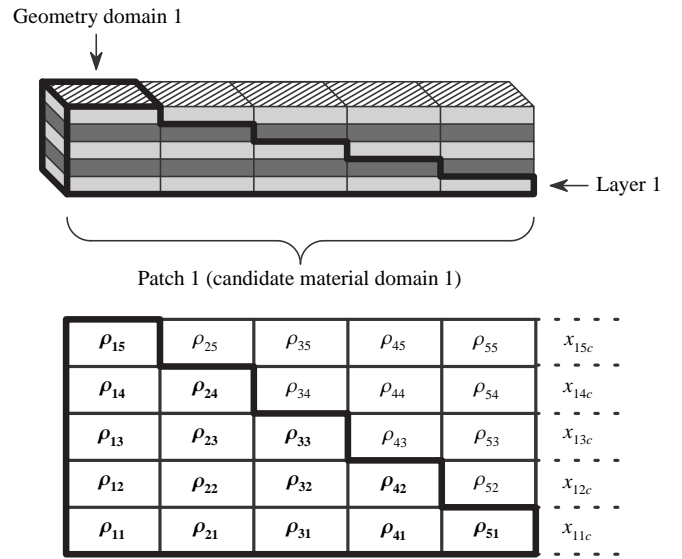 Geometry domain 1
Layer 1
Patch 1 (candidate material domain 1)
ρ₁₅ ρ₂₅ ρ₃₅ ρ₄₅ ρ₅₅ x₁₅c
ρ₁₄ ρ₂₄ ρ₃₄ ρ₄₄ ρ₅₄ x₁₄c
ρ₁₃ ρ₂₃ ρ₃₃ ρ₄₃ ρ₅₃ x₁₃c
ρ₁₂ ρ₂₂ ρ₃₂ ρ₄₂ ρ₅₂ x₁₂c
ρ₁₁ ρ₂₁ ρ₃₁ ρ₄₁ ρ₅₁ x₁₁c